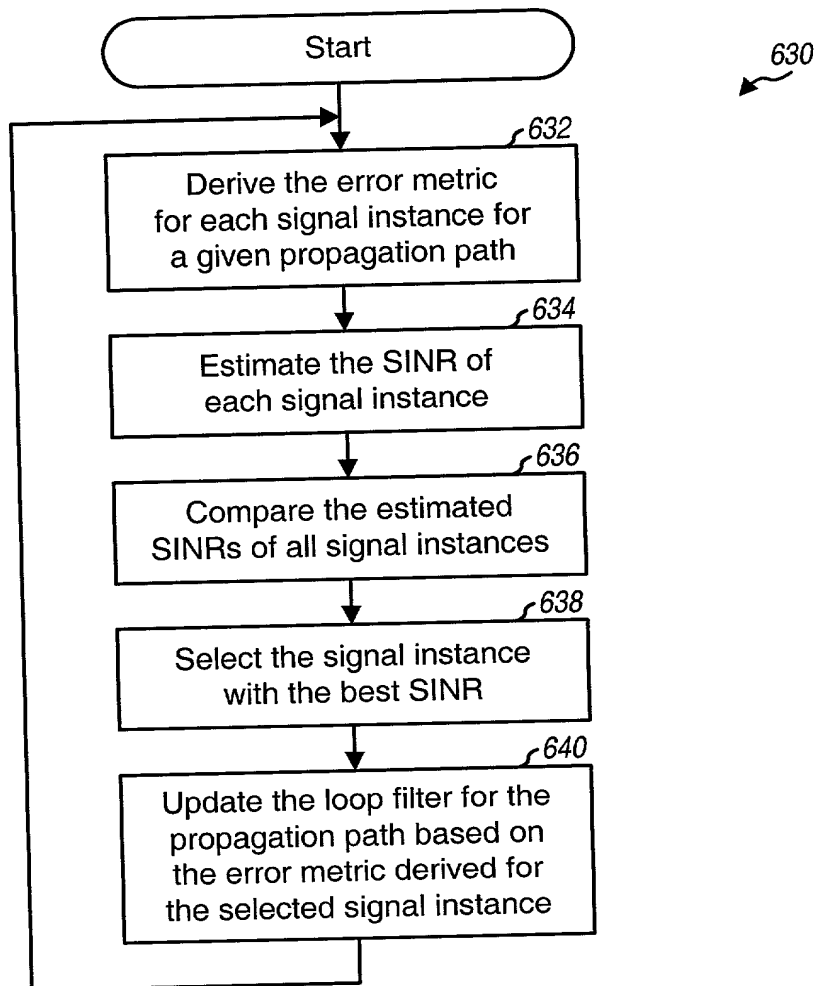 Start
630
632
Derive the error metric
for each signal instance for
a given propagation path
634
Estimate the SINR of
each signal instance
636
Compare the estimated
SINRs of all signal instances
638
Select the signal instance
with the best SINR
640
Update the loop filter for the
propagation path based on
the error metric derived for
the selected signal instance